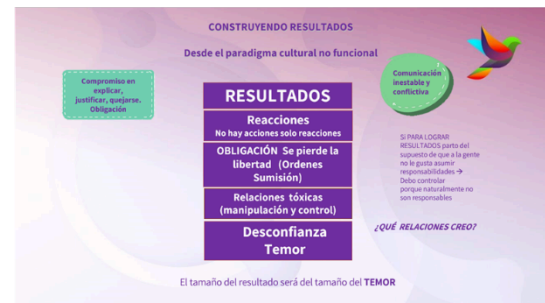 CONSTRUYENDO RESULTADOS
Desde el paradigma cultural no funcional
Compromiso en
explicar,
justificar, quejarse.
Obligación
RESULTADOS
Reacciones
No hay acciones solo reacciones
OBLIGACIÓN Se pierde la
libertad (Ordenes
Sumisión)
Relaciones tóxicas
(manipulación y control)
Desconfianza
Temor
Comunicación
inestable y
conflictiva
SI PARA LOGRAR
RESULTADOS parto del
supuesto de que a la gente
no le gusta asumir
responsabilidades →
Debo controlar
porque naturalmente no
son responsables
¿QUÉ RELACIONES CREO?
El tamaño del resultado será del tamaño del TEMOR